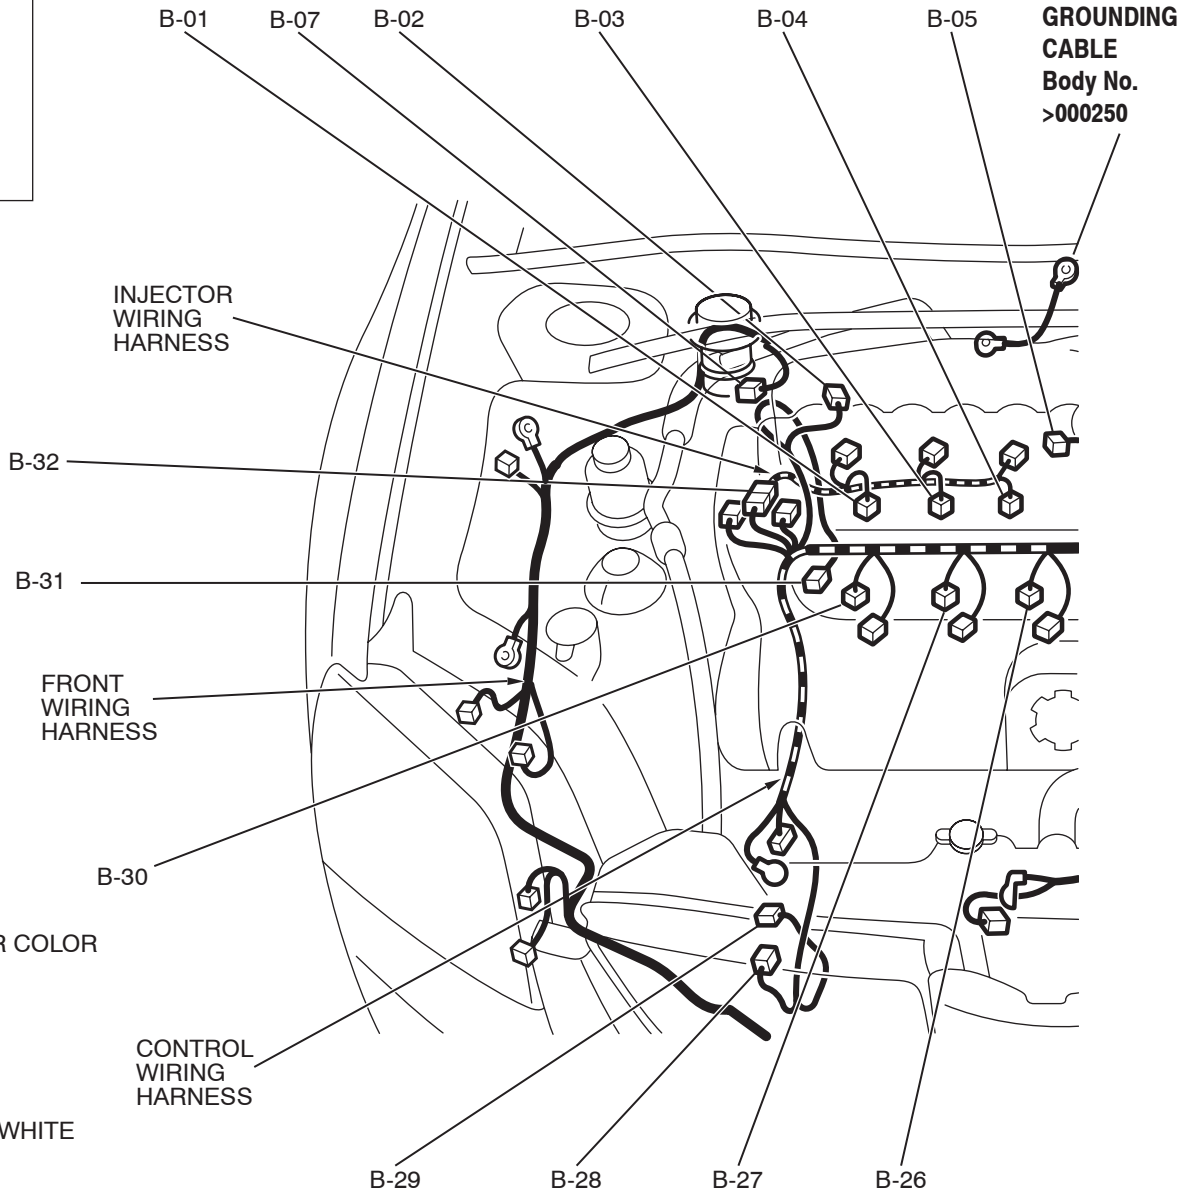 B-01
B-07
B-02
B-03
B-04
B-05
GROUNDING
CABLE
Body No.
>000250
INJECTOR
WIRING
HARNESS
B-32
B-31
FRONT
WIRING
HARNESS
B-30
R COLOR
CONTROL
WIRING
HARNESS
WHITE
B-29
B-28
B-27
B-26